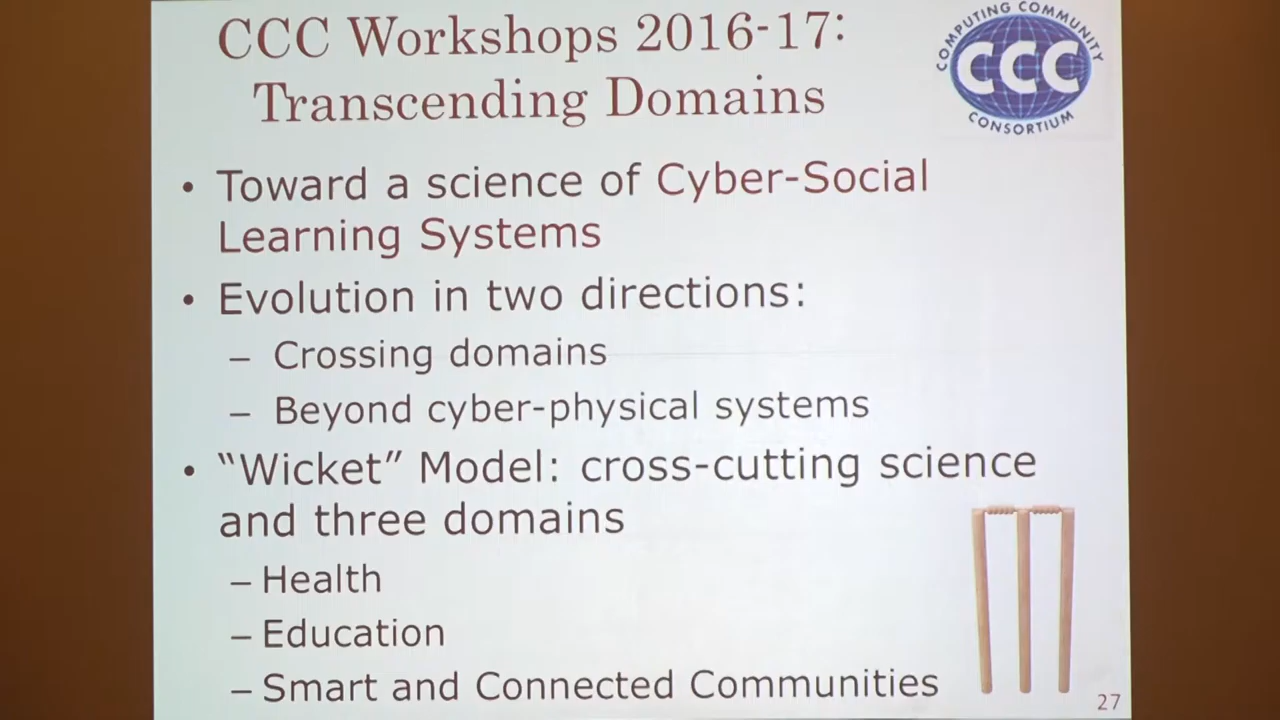 CCC Workshops 2016-17:
Transcending Domains
COMPUTING COMMUNITY
CCC
CONSORTIUM
• Toward a science of Cyber-Social
Learning Systems
• Evolution in two directions:
– Crossing domains
– Beyond cyber-physical systems
• “Wicket” Model: cross-cutting science
and three domains
– Health
– Education
– Smart and Connected Communities
27